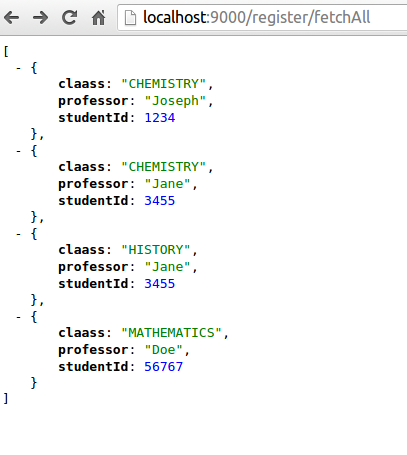 localhost:9000/register/fetchAll
[
- {
claass: "CHEMISTRY",
professor: "Joseph",
studentId: 1234
},
- {
claass: "CHEMISTRY",
professor: "Jane",
studentId: 3455
},
- {
claass: "HISTORY",
professor: "Jane",
studentId: 3455
},
- {
claass: "MATHEMATICS",
professor: "Doe",
studentId: 56767
}
]